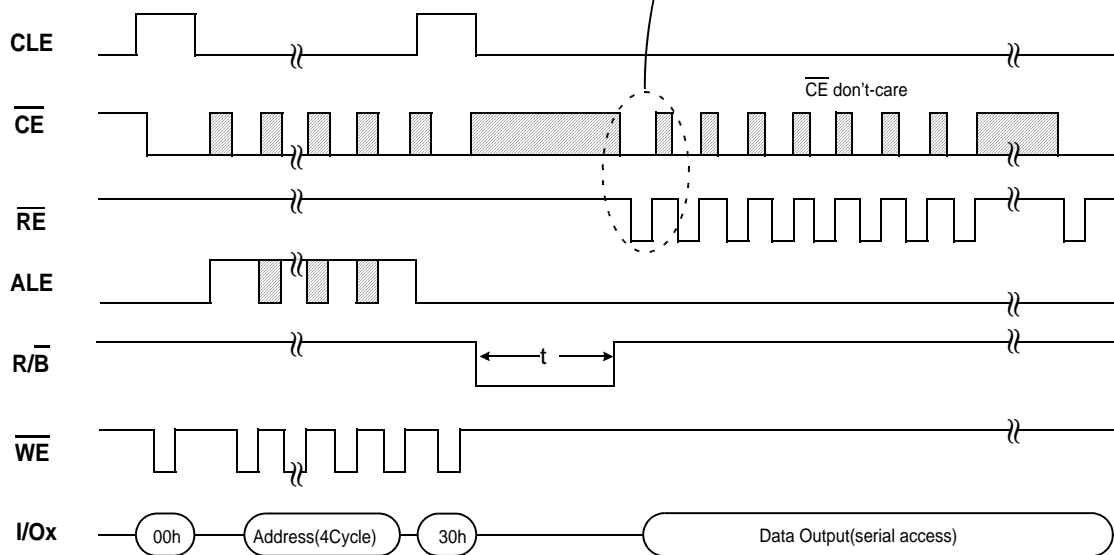 CLE
CE
CE don't-care
RE
ALE
R/B
t
WE
I/Ox
00h
Address(4Cycle)
30h
Data Output(serial access)